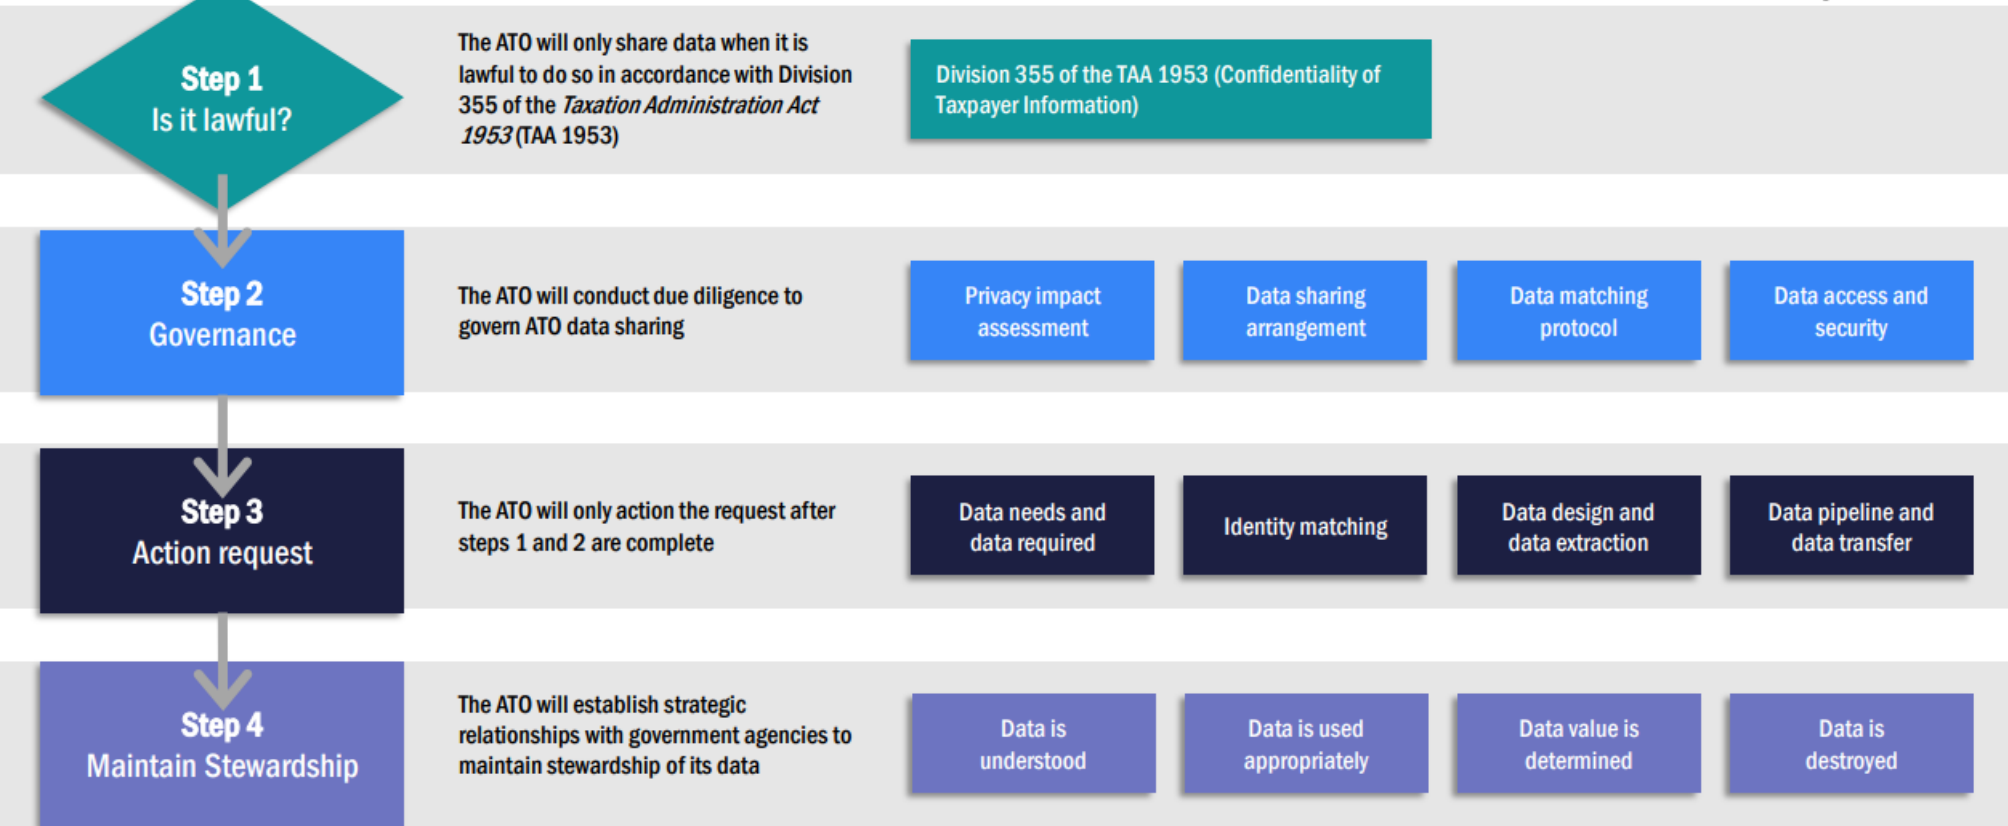 Step 1
Is it lawful?
The ATO will only share data when it is
lawful to do so in accordance with Division
355 of the Taxation Administration Act
1953 (TAA 1953)
Division 355 of the TAA 1953 (Confidentiality of
Taxpayer Information)
Step 2
Governance
The ATO will conduct due diligence to
govern ATO data sharing
Privacy impact
assessment
Data sharing
arrangement
Data matching
protocol
Data access and
security
Step 3
Action request
The ATO will only action the request after
steps 1 and 2 are complete
Data needs and
data required
Identity matching
Data design and
data extraction
Data pipeline and
data transfer
Step 4
Maintain Stewardship
The ATO will establish strategic
relationships with government agencies to
maintain stewardship of its data
Data is
understood
Data is used
appropriately
Data value is
determined
Data is
destroyed